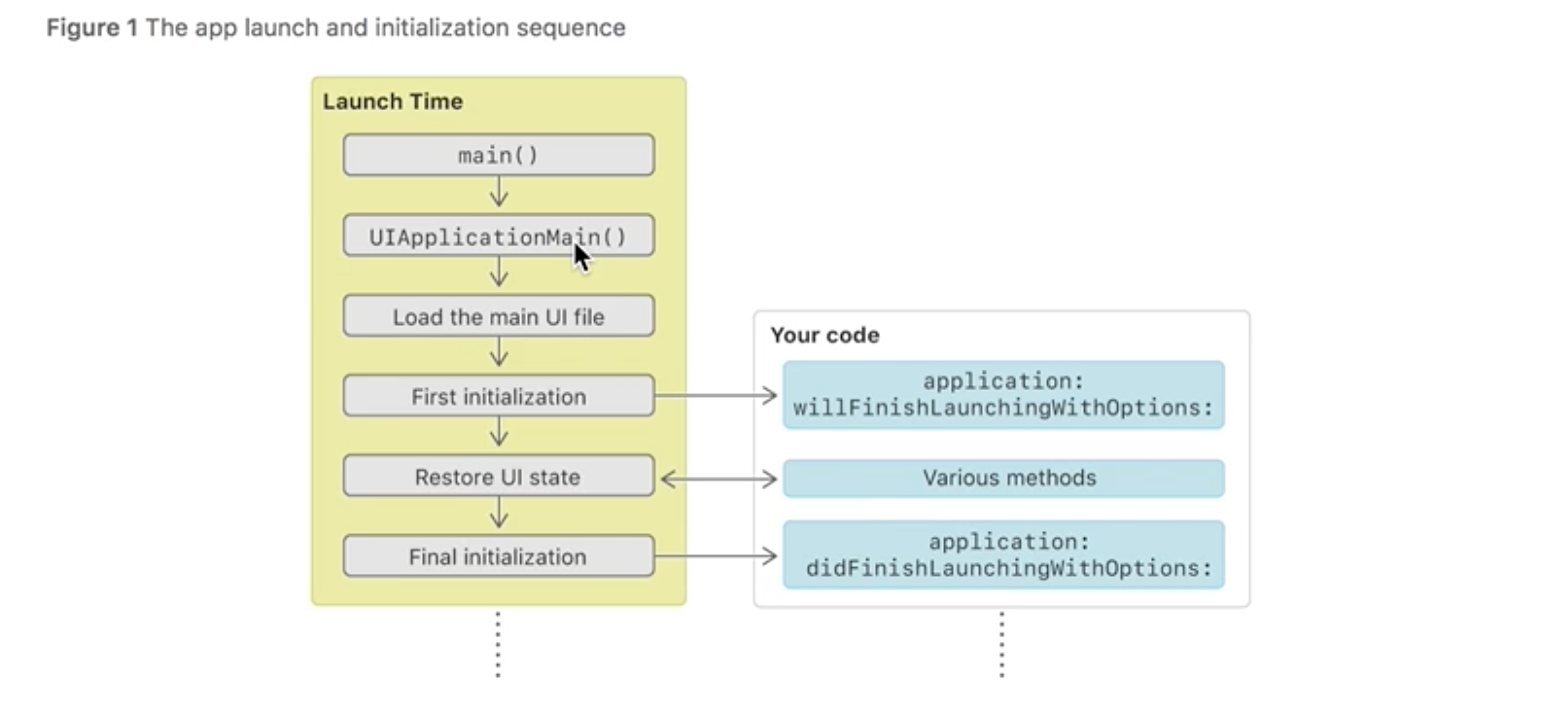 Figure 1 The app launch and initialization sequence
Launch Time
main()
UIApplicationMain()
Load the main UI file
First initialization
Restore UI state
Final initialization
Your code
application:
willFinishLaunchingWithOptions:
Various methods
application:
didFinishLaunchingWithOptions: